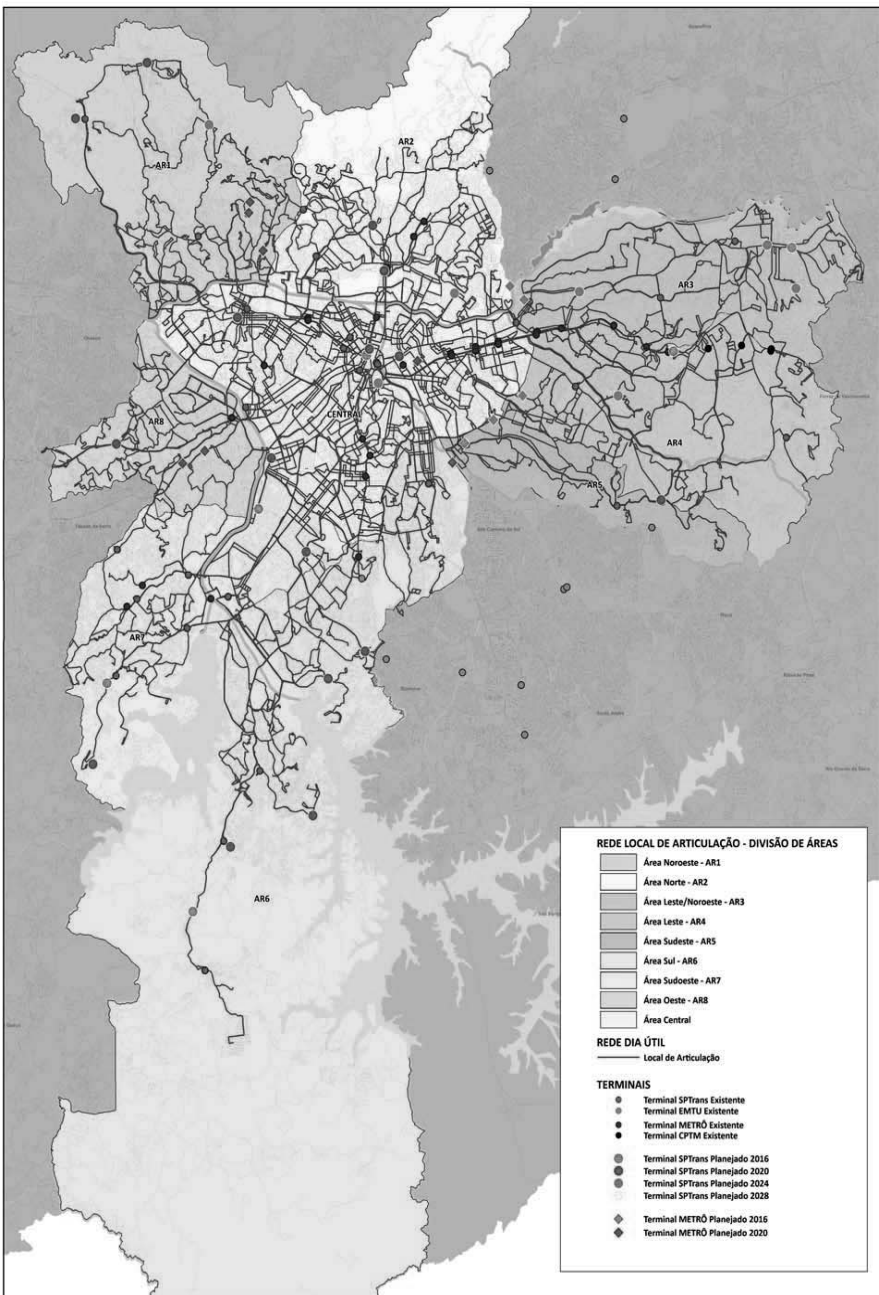 AR1
AR2
AR3
AR8
CENTRAL
AR4
AR5
AR7
AR6
REDE LOCAL DE ARTICULAÇÃO - DIVISÃO DE ÁREAS
Área Noroeste - AR1
Área Norte - AR2
Área Leste/Noroeste - AR3
Área Leste - AR4
Área Sudeste - AR5
Área Sul - AR6
Área Sudoeste - AR7
Área Oeste - AR8
Área Central
REDE DIA ÚTIL
Local de Articulação
TERMINAIS
Terminal SPTrans Existente
Terminal EMTU Existente
Terminal METRÔ Existente
Terminal CPTM Existente
Terminal SPTrans Planejado 2016
Terminal SPTrans Planejado 2020
Terminal SPTrans Planejado 2024
Terminal SPTrans Planejado 2028
Terminal METRÔ Planejado 2016
Terminal METRÔ Planejado 2020